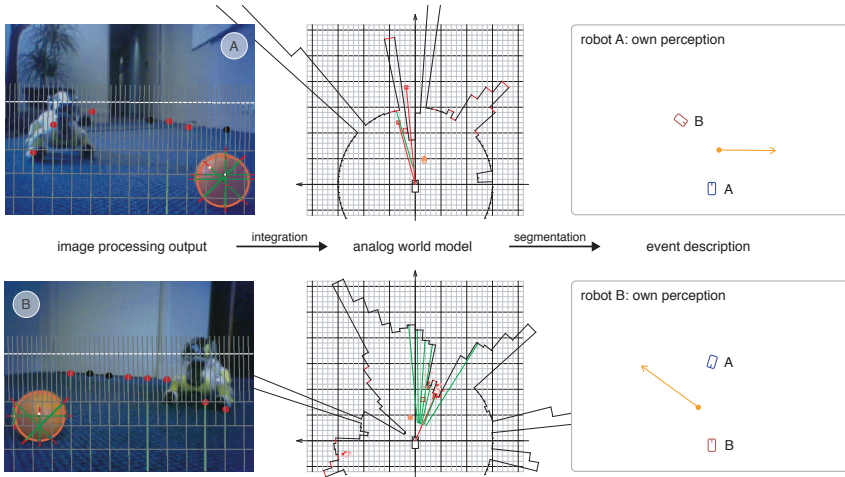 A
robot A: own perception
B
A
image processing output
integration
analog world model
segmentation
event description
B
robot B: own perception
A
B